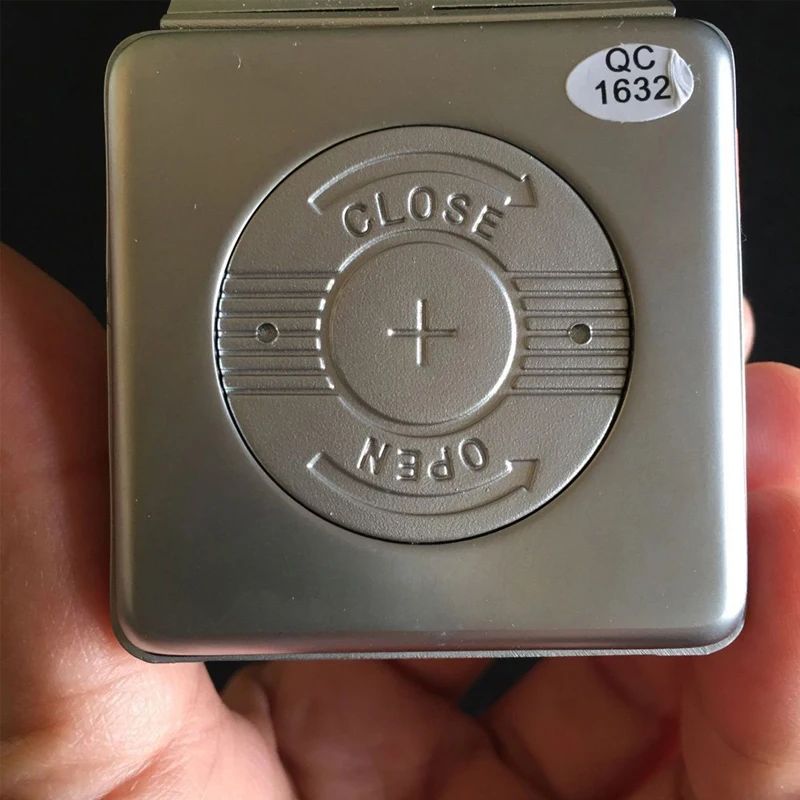 QC
1632
CLOSE
+
OPEN